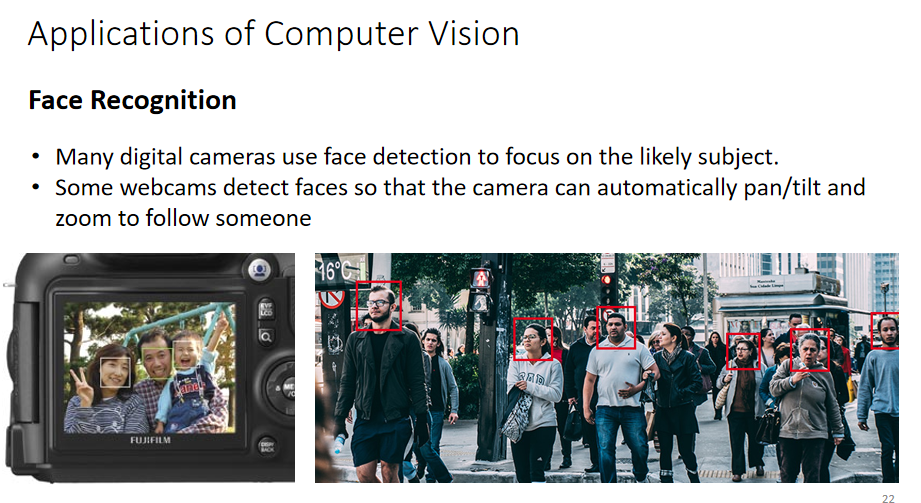 Applications of Computer Vision
Face Recognition
• Many digital cameras use face detection to focus on the likely subject.
• Some webcams detect faces so that the camera can automatically pan/tilt and
zoom to follow someone
EVF
LCD
FUJIFILM
DISP
BACK
16°C
22